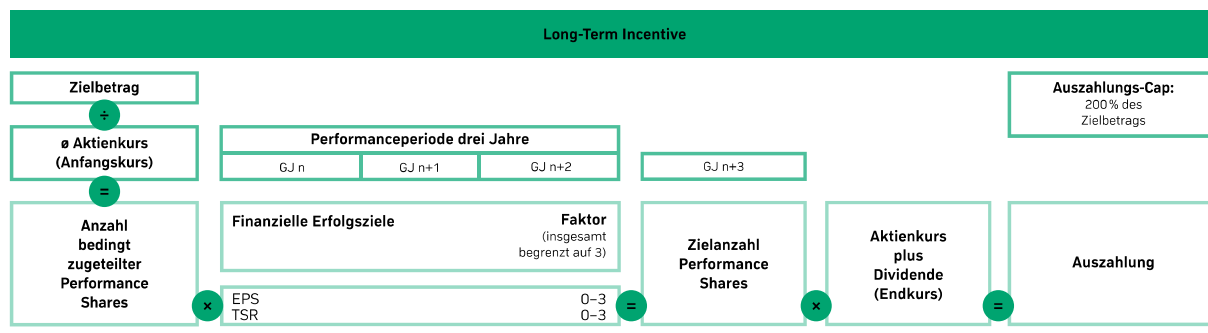 Long-Term Incentive
Zielbetrag
÷
ø Aktienkurs
(Anfangskurs)
=
Anzahl
bedingt
zugeteilter
Performance
Shares
×
Performanceperiode drei Jahre
GJ n
GJ n+1
GJ n+2
Finanzielle Erfolgsziele
Faktor
(insgesamt
begrenzt auf 3)
EPS 0–3
TSR 0–3
=
GJ n+3
Zielanzahl
Performance
Shares
×
Aktienkurs
plus
Dividende
(Endkurs)
=
Auszahlungs-Cap:
200 % des
Zielbetrags
Auszahlung